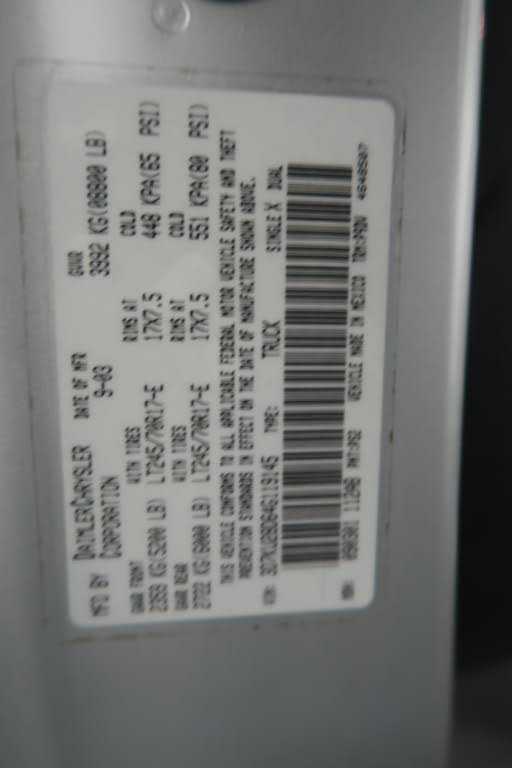 MFD BY DAIMLERCHRYSLER CORPORATION DATE OF MFR 9-03 GVWR 3992 KG(08800 LB)
GAWR FRONT WITH TIRES RIMS AT COLD
2359 KG(5200 LB) LT245/70R17-E 17X7.5 448 KPA(65 PSI)
GAWR REAR WITH TIRES RIMS AT COLD
2722 KG(6000 LB) LT245/70R17-E 17X7.5 551 KPA(80 PSI)
THIS VEHICLE CONFORMS TO ALL APPLICABLE FEDERAL MOTOR VEHICLE SAFETY AND THEFT
PREVENTION STANDARDS IN EFFECT ON THE DATE OF MANUFACTURE SHOWN ABOVE.
VIN: TYPE: TRUCK SINGLE X DUAL
MDH: PNT:PS2 VEHICLE MADE IN MEXICO